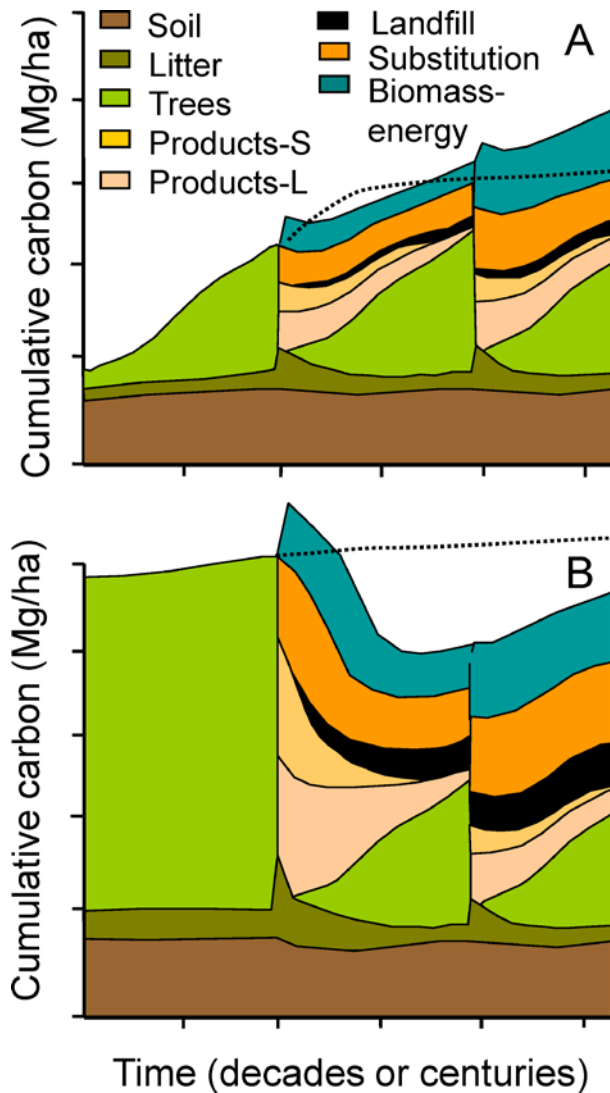 Soil
Litter
Trees
Products-S
Products-L
Landfill
Substitution
Biomass-
energy
A
Cumulative carbon (Mg/ha)
B
Cumulative carbon (Mg/ha)
Time (decades or centuries)